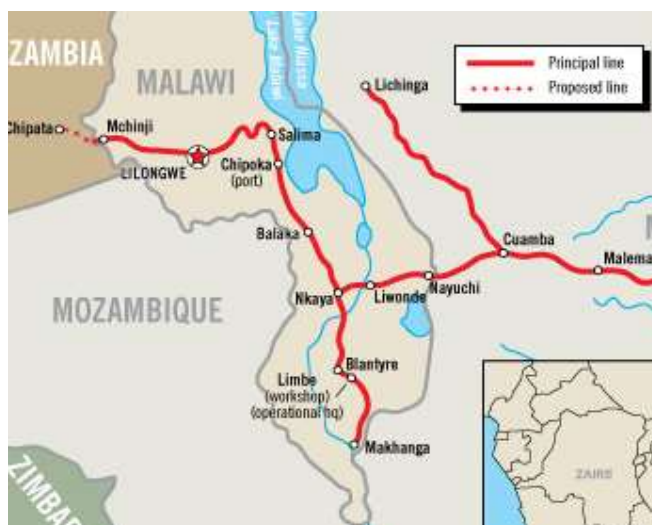 ZAMBIA
MALAWI
Lake Malawi
Lake Niassa
Principal line
Proposed line
Lichinga
Chipata
Mchinji
Salima
LILONGWE
Chipoka
(port)
Balaka
Cuamba
Malema
MOZAMBIQUE
Nkaya
Liwonde
Nayuchi
Blantyre
Limbe
(workshop)
(operational hq)
Makhanga
ZAIRE
ZIMBAB